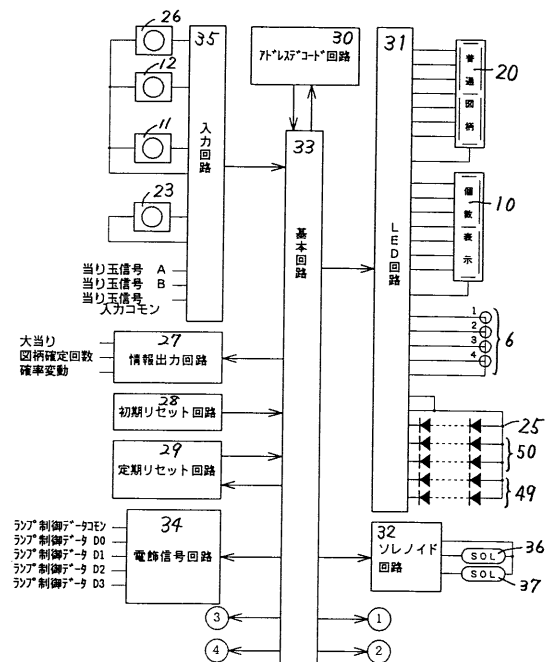 26
35
12
11
23
入力回路
当り玉信号 A
当り玉信号 B
当り玉信号
入力コモン
30
アドレスデコード回路
31
LED回路
普通図柄
20
個数表示
10
1
2
3
4
6
25
50
49
33
基本回路
大当り
図柄確定回数
確率変動
27
情報出力回路
28
初期リセット回路
29
定期リセット回路
ランプ制御データコモン
ランプ制御データ D0
ランプ制御データ D1
ランプ制御データ D2
ランプ制御データ D3
34
電飾信号回路
32
ソレノイド
回路
SOL
36
SOL
37
3
1
4
2